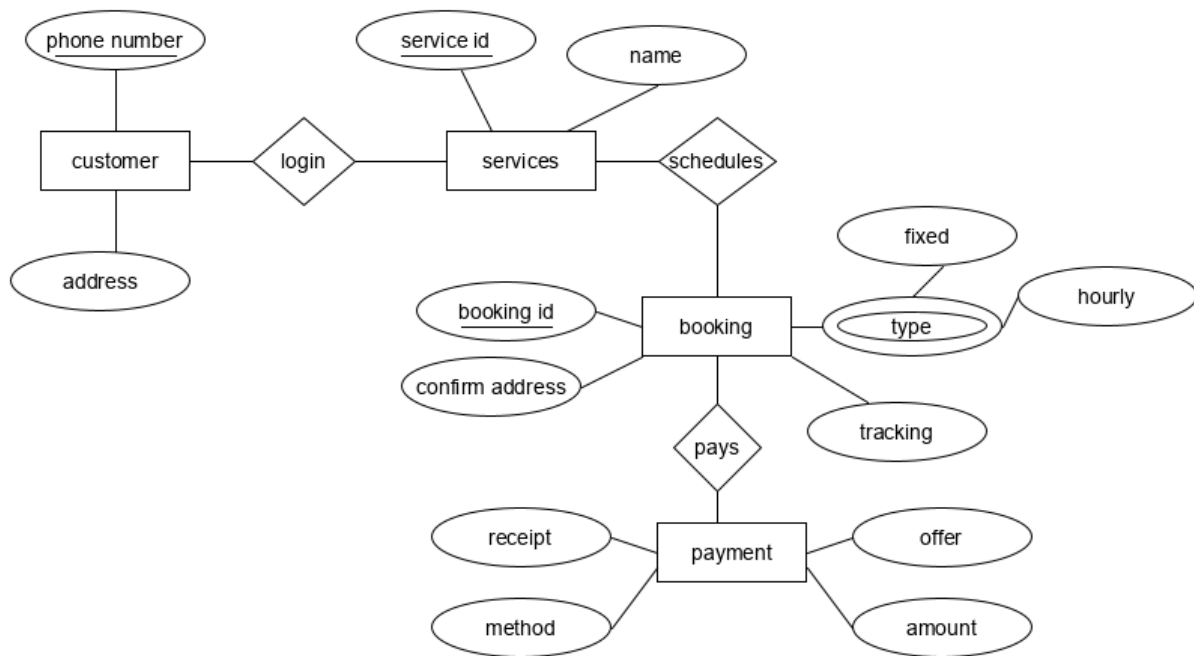 phone number
service id
name
customer
login
services
schedules
address
fixed
hourly
booking id
booking
type
confirm address
tracking
pays
receipt
payment
offer
method
amount